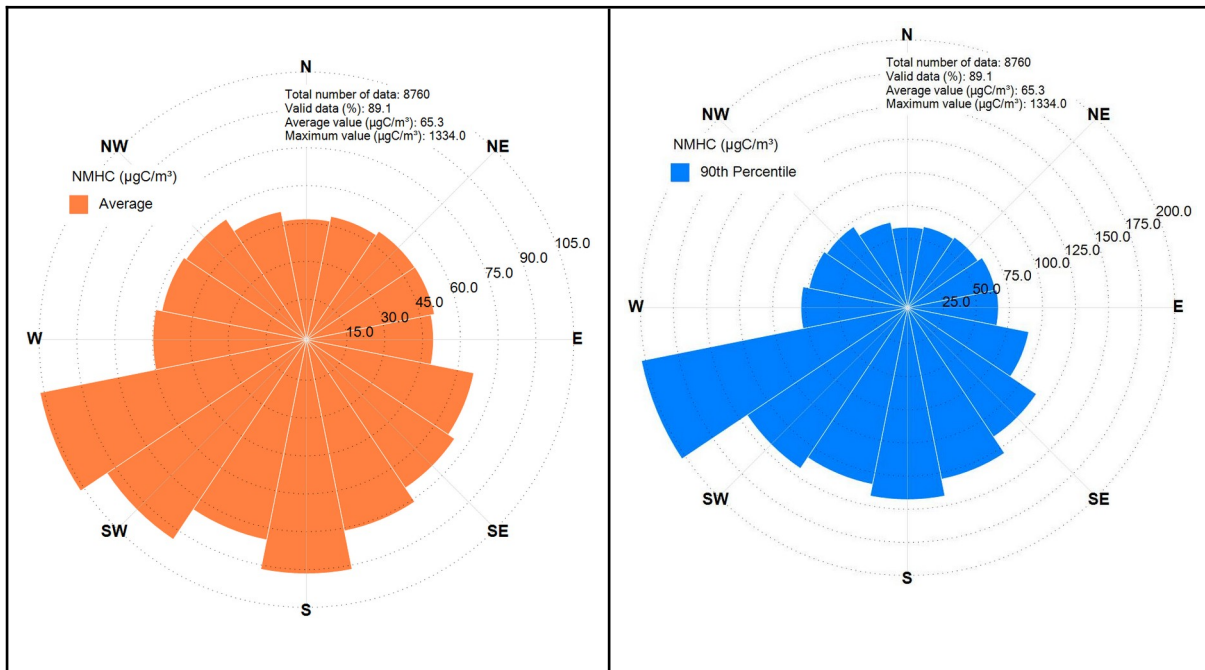 N
Total number of data: 8760
Valid data (%): 89.1
Average value (µgC/m³): 65.3
Maximum value (µgC/m³): 1334.0
NW
NE
NMHC (µgC/m³)
Average
105.0
90.0
75.0
60.0
45.0
30.0
15.0
W
E
SW
SE
S
N
Total number of data: 8760
Valid data (%): 89.1
Average value (µgC/m³): 65.3
Maximum value (µgC/m³): 1334.0
NW
NE
NMHC (µgC/m³)
90th Percentile
200.0
175.0
150.0
125.0
100.0
75.0
50.0
25.0
W
E
SW
SE
S